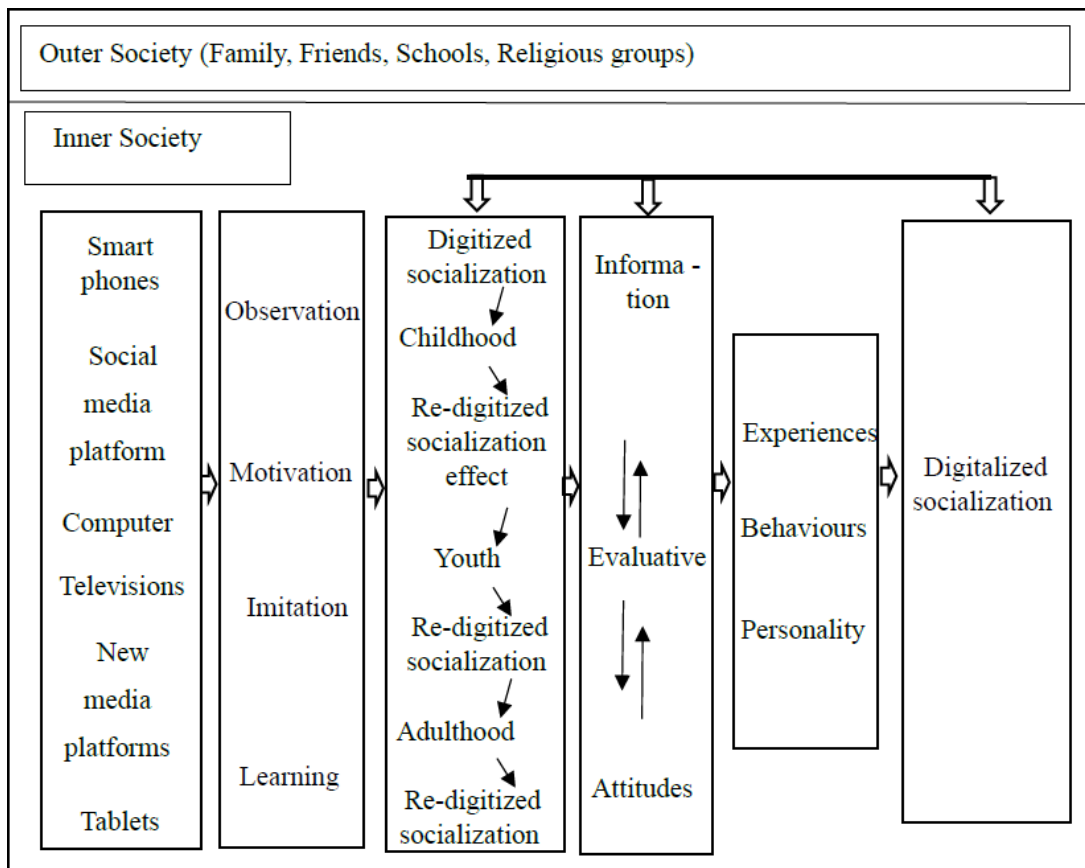 Outer Society (Family, Friends, Schools, Religious groups)
Inner Society
Smart
phones
Social
media
platform
Computer
Televisions
New
media
platforms
Tablets
Observation
Motivation
Imitation
Learning
Digitized
socialization
Childhood
Re-digitized
socialization
effect
Youth
Re-digitized
socialization
Adulthood
Re-digitized
socialization
Informa -
tion
Evaluative
Attitudes
Experiences
Behaviours
Personality
Digitalized
socialization